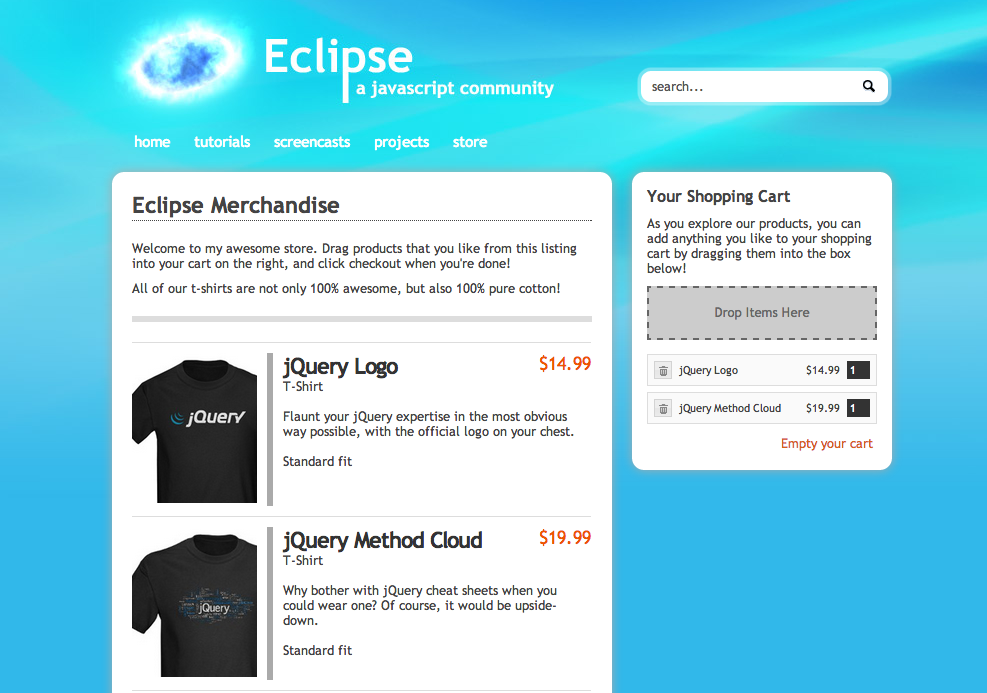 Eclipse
a javascript community
search...
home tutorials screencasts projects store
Eclipse Merchandise
Welcome to my awesome store. Drag products that you like from this listing
into your cart on the right, and click checkout when you're done!
All of our t-shirts are not only 100% awesome, but also 100% pure cotton!
jQuery
jQuery Logo $14.99
T-Shirt
Flaunt your jQuery expertise in the most obvious
way possible, with the official logo on your chest.
Standard fit
jQuery
jQuery Method Cloud $19.99
T-Shirt
Why bother with jQuery cheat sheets when you
could wear one? Of course, it would be upside-
down.
Standard fit
Your Shopping Cart
As you explore our products, you can
add anything you like to your shopping
cart by dragging them into the box
below!
Drop Items Here
jQuery Logo $14.99 1
jQuery Method Cloud $19.99 1
Empty your cart